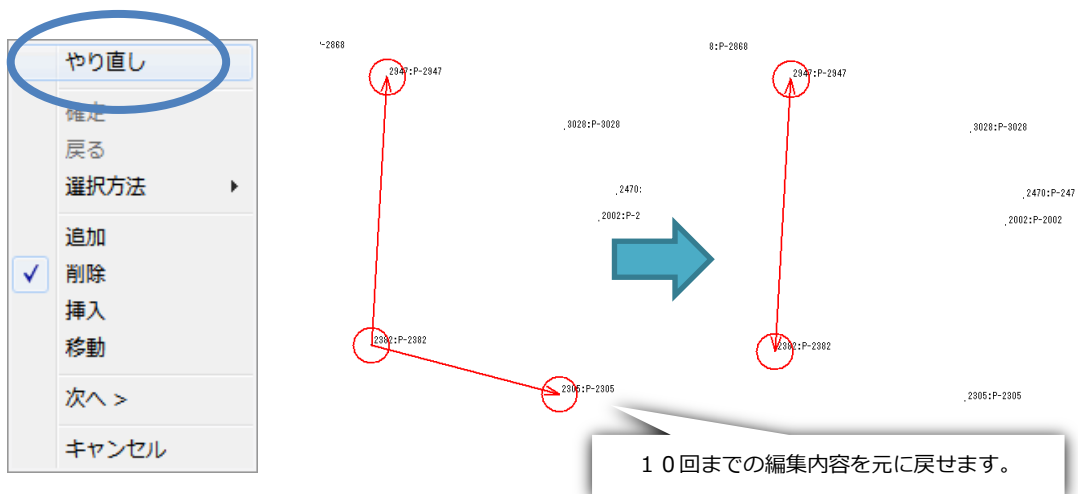 やり直し
確定
戻る
選択方法
追加
削除
挿入
移動
次へ >
キャンセル
-2868
2947:P-2947
3028:P-3028
2470:
2002:P-2
2382:P-2382
2305:P-2305
8:P-2868
2947:P-2947
3028:P-3028
2470:P-247
2002:P-2002
2382:P-2382
2305:P-2305
10回までの編集内容を元に戻せます。